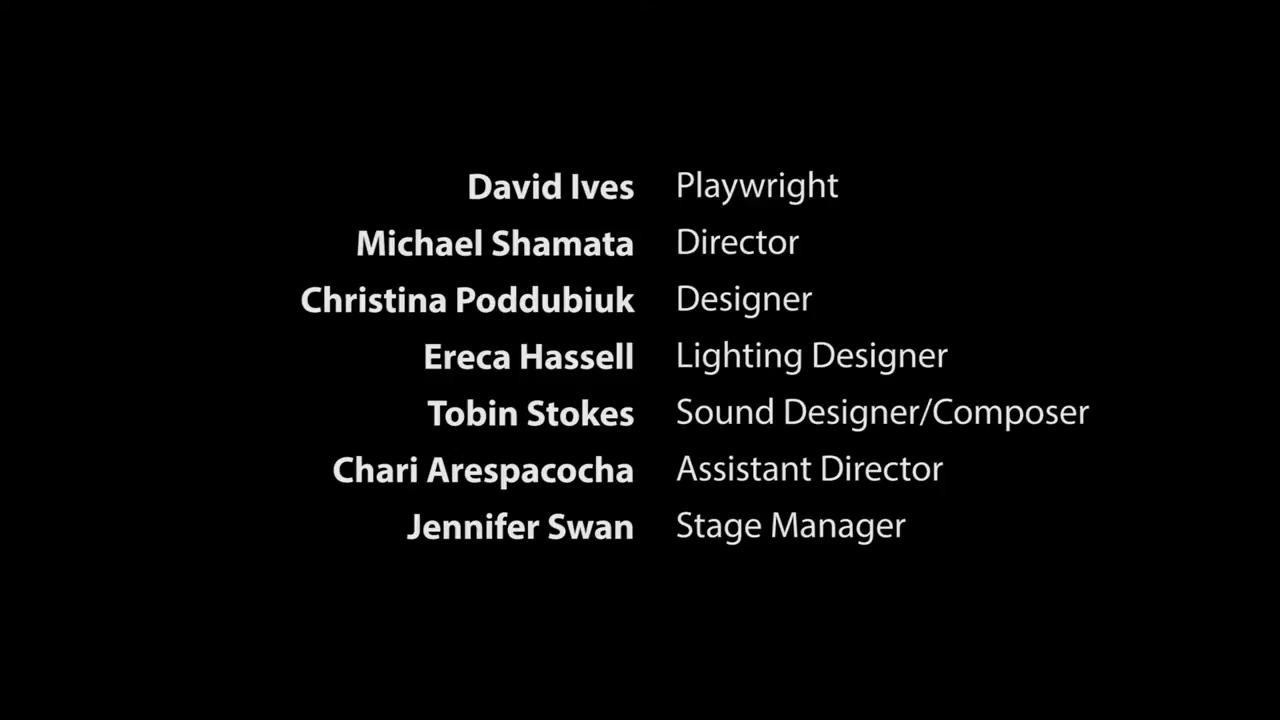 David Ives Playwright
Michael Shamata Director
Christina Poddubiuk Designer
Ereca Hassell Lighting Designer
Tobin Stokes Sound Designer/Composer
Chari Arespacocha Assistant Director
Jennifer Swan Stage Manager